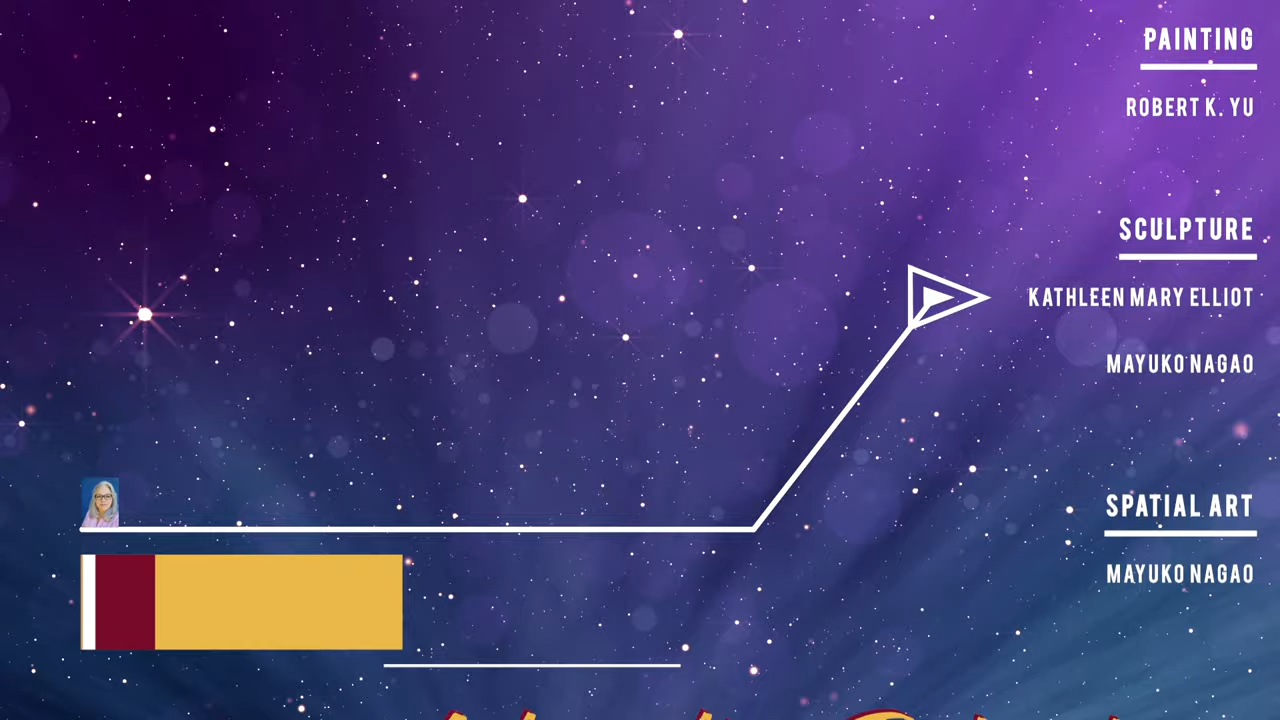 PAINTING
ROBERT K. YU
SCULPTURE
KATHLEEN MARY ELLIOT
MAYUKO NAGAO
SPATIAL ART
MAYUKO NAGAO